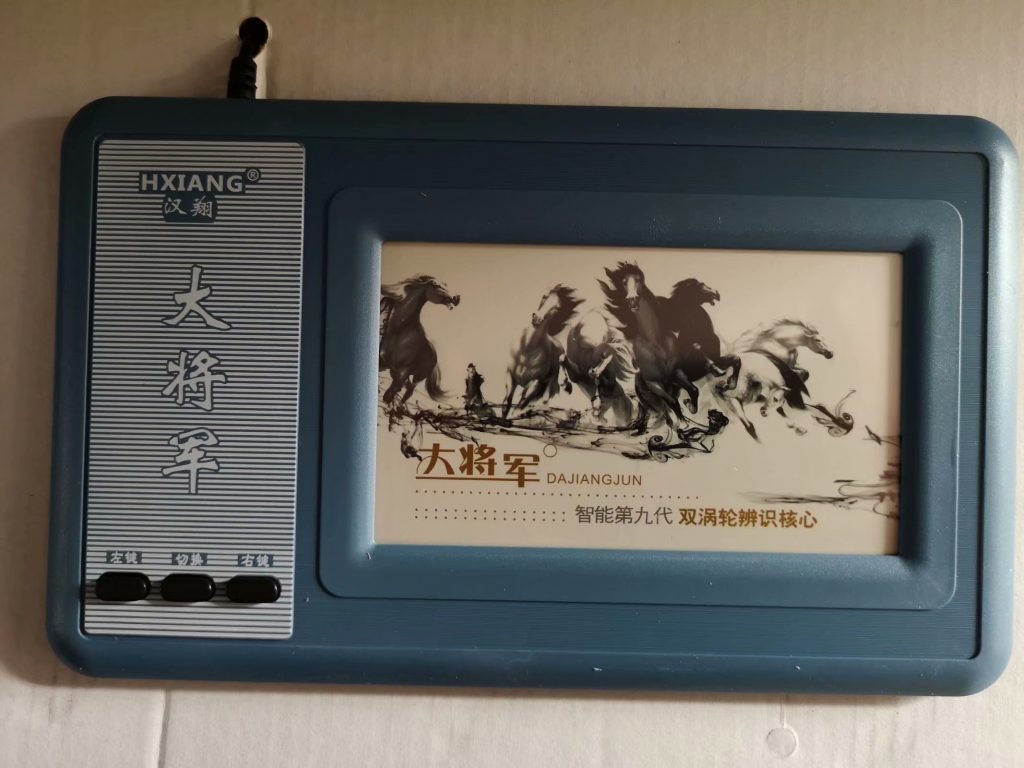 HXIANG®
汉翔
大将军
左键 切换 右键
大将军 DAJIANGJUN
智能第九代 双涡轮辨识核心